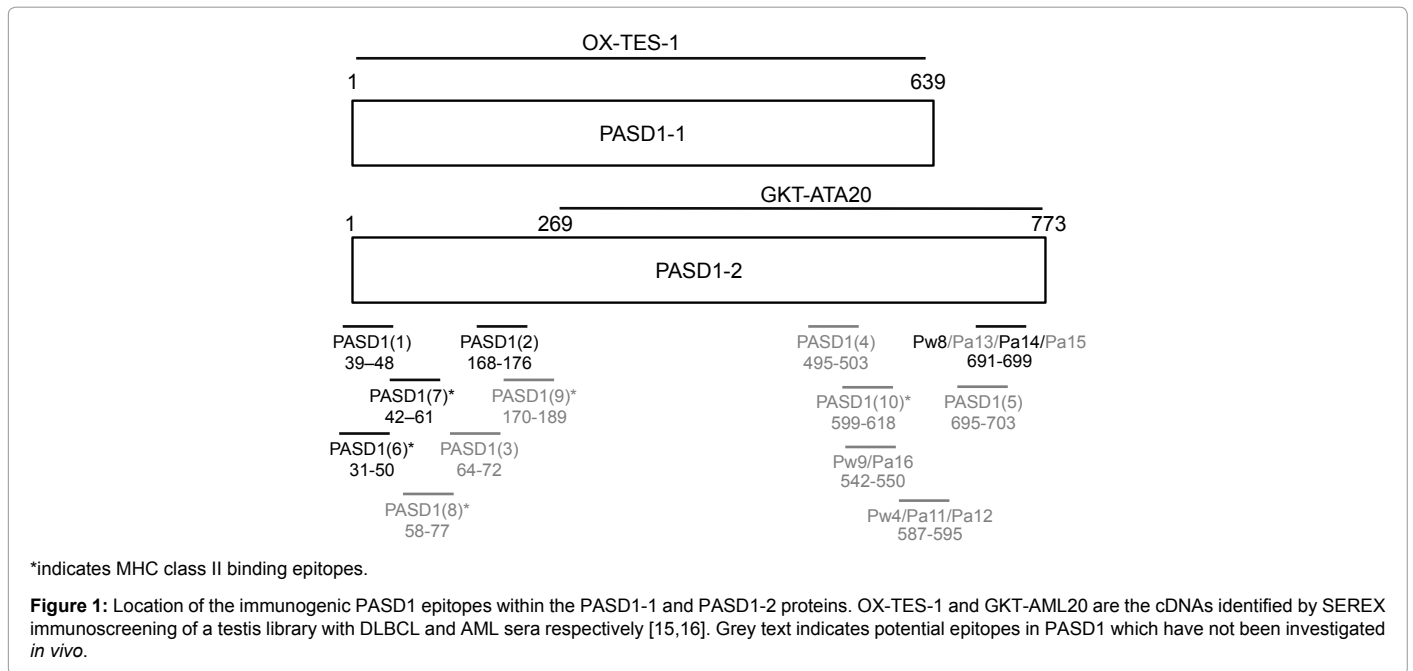 OX-TES-1
1 639
PASD1-1
GKT-ATA20
1 269 773
PASD1-2
PASD1(1) PASD1(2) PASD1(4) Pw8/Pa13/Pa14/Pa15
39–48 168-176 495-503 691-699
PASD1(7)* PASD1(9)* PASD1(10)* PASD1(5)
42–61 170-189 599-618 695-703
PASD1(6)* PASD1(3) Pw9/Pa16
31-50 64-72 542-550
PASD1(8)* Pw4/Pa11/Pa12
58-77 587-595
*indicates MHC class II binding epitopes.
Figure 1: Location of the immunogenic PASD1 epitopes within the PASD1-1 and PASD1-2 proteins. OX-TES-1 and GKT-AML20 are the cDNAs identified by SEREX
immunoscreening of a testis library with DLBCL and AML sera respectively [15,16]. Grey text indicates potential epitopes in PASD1 which have not been investigated
in vivo.